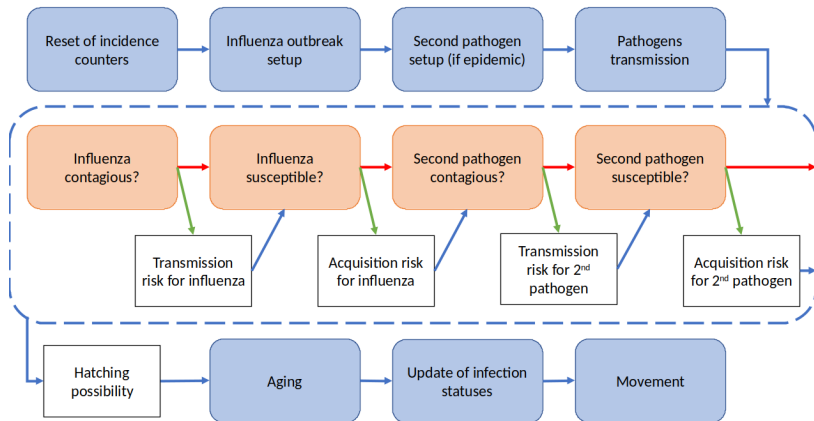 Reset of incidence
counters
Influenza outbreak
setup
Second pathogen
setup (if epidemic)
Pathogens
transmission
Influenza
contagious?
Influenza
susceptible?
Second pathogen
contagious?
Second pathogen
susceptible?
Transmission
risk for influenza
Acquisition risk
for influenza
Transmission
risk for 2nd
pathogen
Acquisition risk
for 2nd pathogen
Hatching
possibility
Aging
Update of infection
statuses
Movement